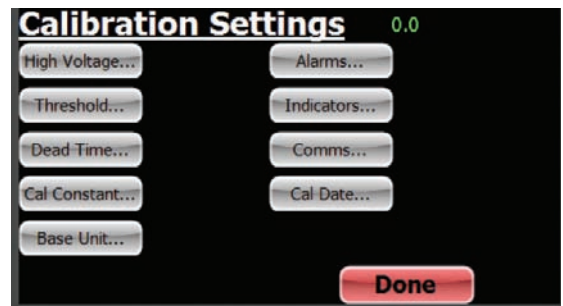 Calibration Settings 0.0
High Voltage... Alarms...
Threshold... Indicators...
Dead Time... Comms...
Cal Constant... Cal Date...
Base Unit...
Done